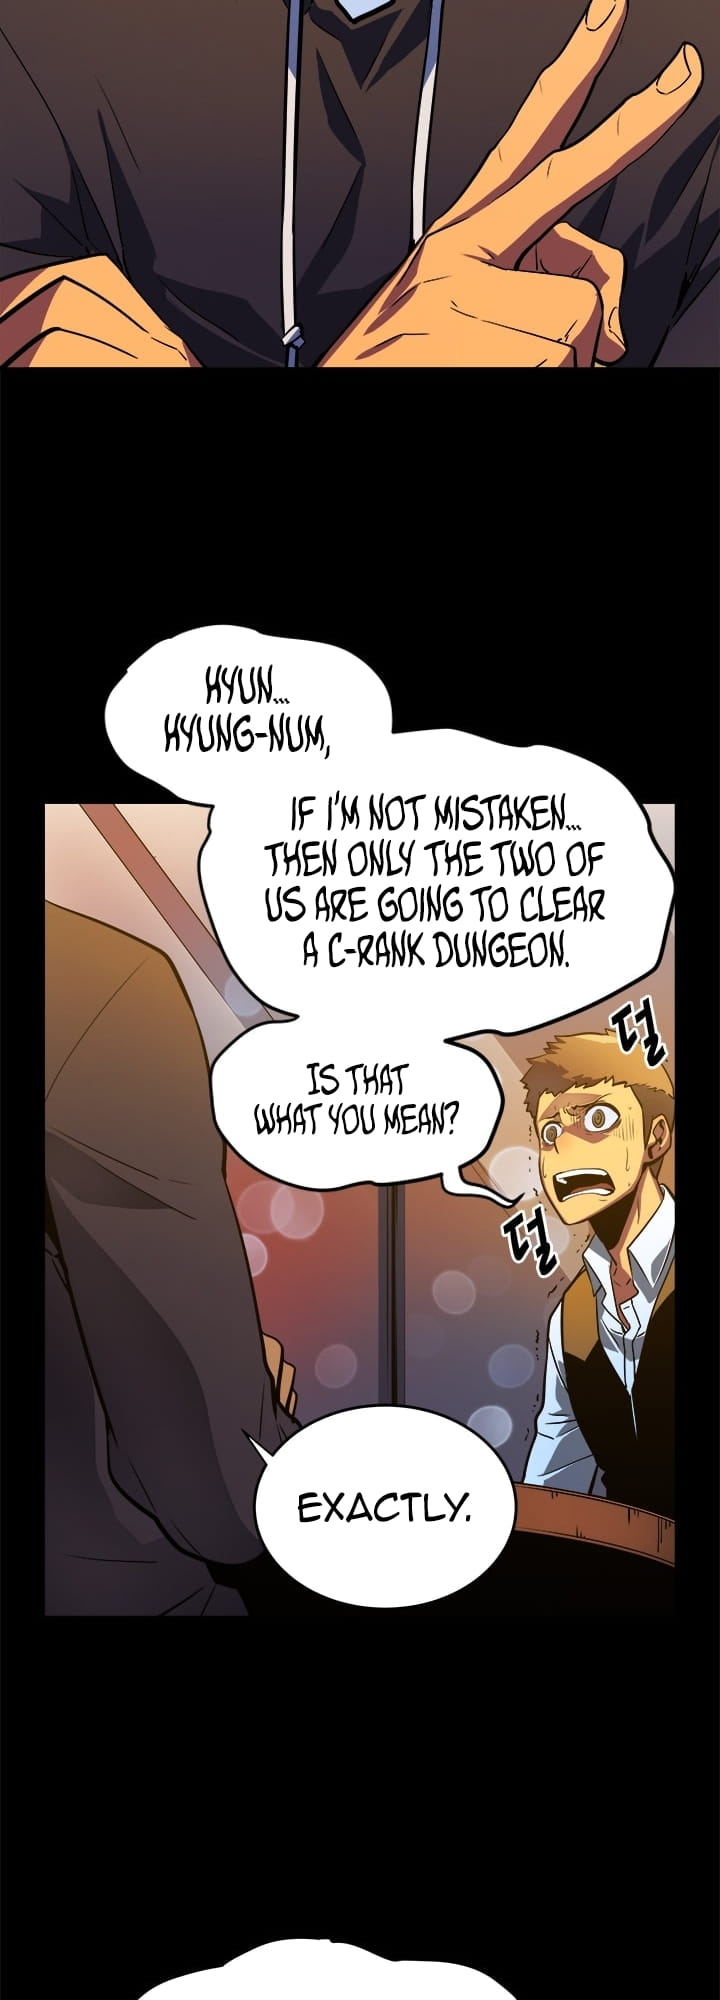 HYUN...
HYUNG-NUM,
IF I'M NOT MISTAKEN...
THEN ONLY THE TWO OF
US ARE GOING TO CLEAR
A C-RANK DUNGEON.
덜
IS THAT
WHAT YOU MEAN?
덜
EXACTLY.